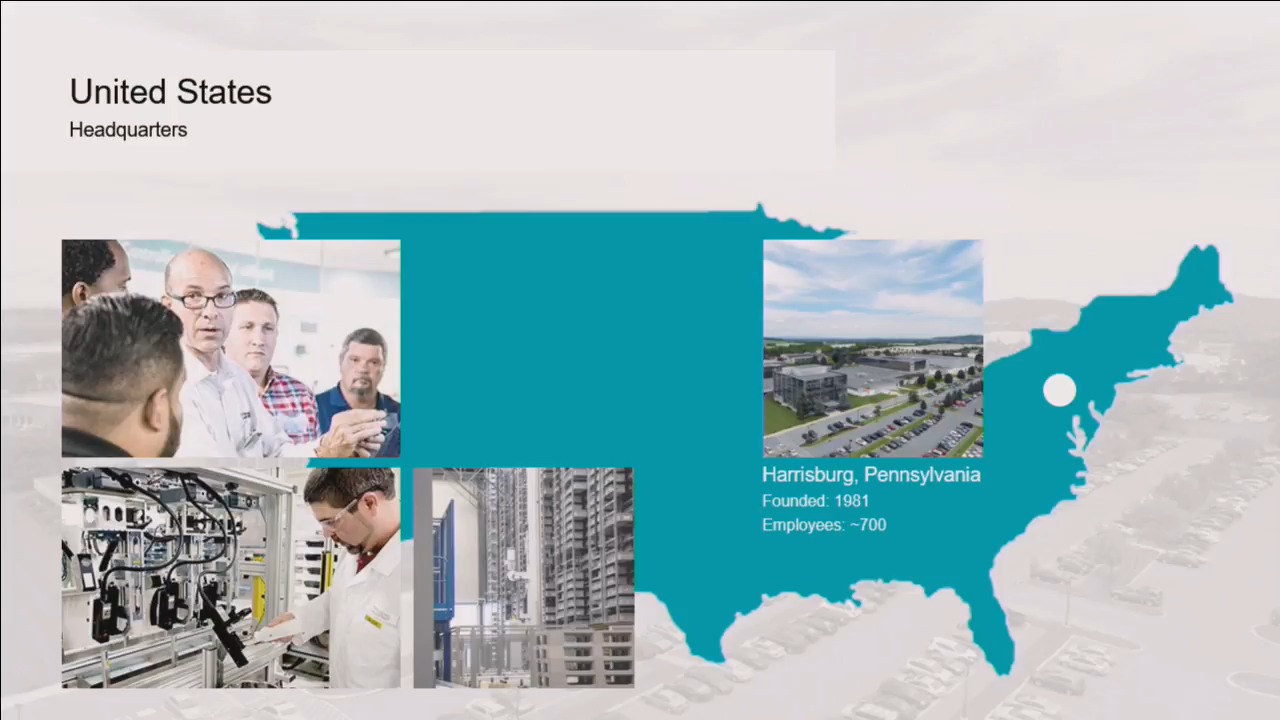 United States
Headquarters
Harrisburg, Pennsylvania
Founded: 1981
Employees: ~700